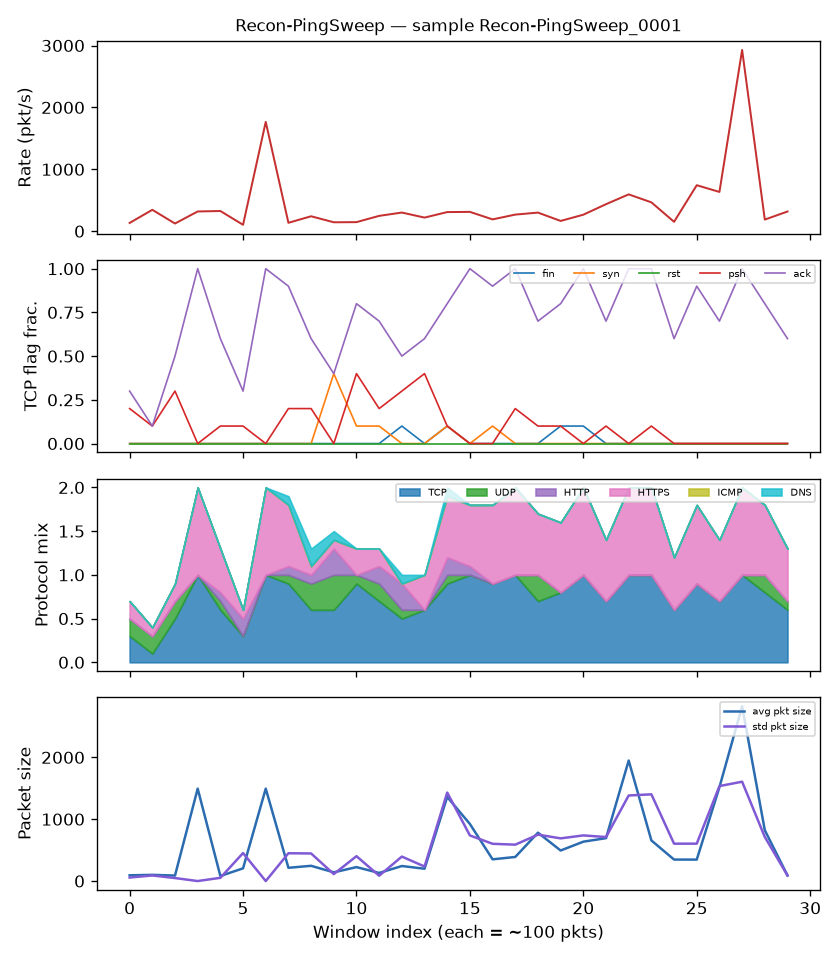 Recon-PingSweep — sample Recon-PingSweep_0001
3000
2000
1000
0
Rate (pkt/s)
1.00
0.75
0.50
0.25
0.00
TCP flag frac.
fin syn rst psh ack
2.0
1.5
1.0
0.5
0.0
Protocol mix
TCP UDP HTTP HTTPS ICMP DNS
2000
1000
0
Packet size
avg pkt size
std pkt size
0 5 10 15 20 25 30
Window index (each = ~100 pkts)